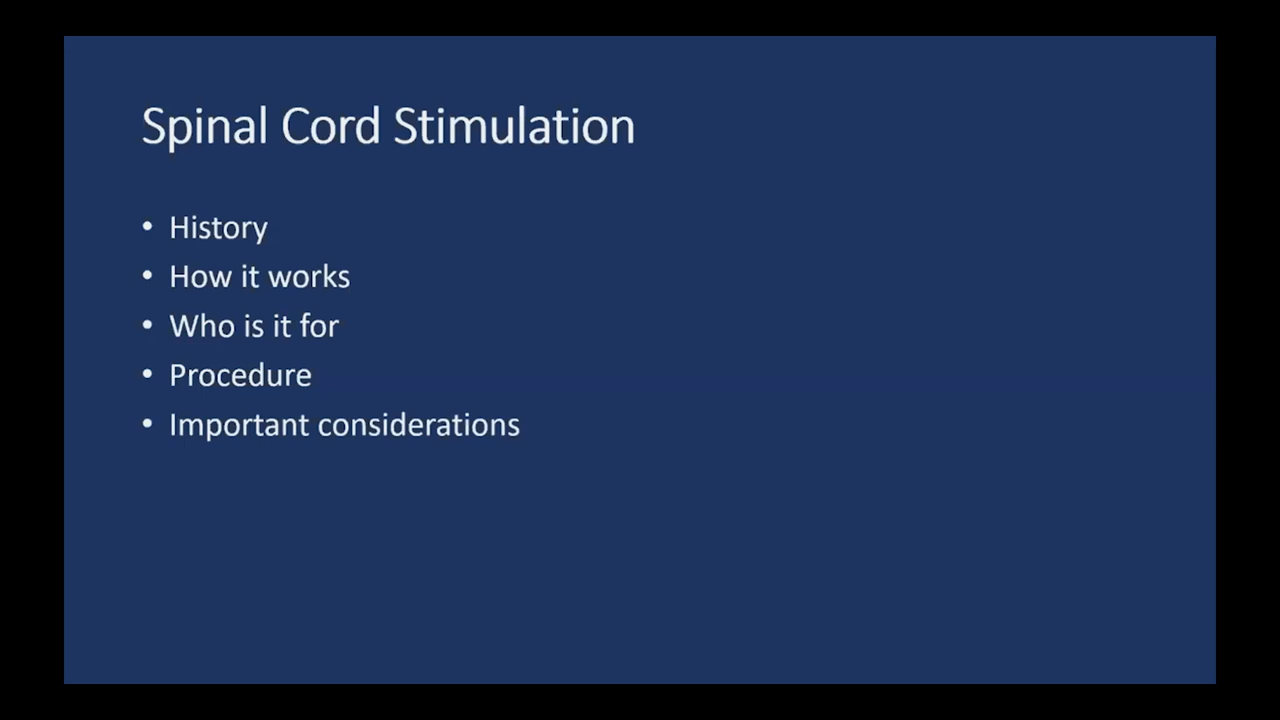 Spinal Cord Stimulation
• History
• How it works
• Who is it for
• Procedure
• Important considerations